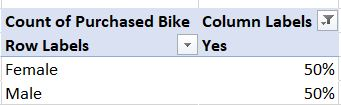 Count of Purchased Bike Column Labels
Row Labels Yes
Female 50%
Male 50%